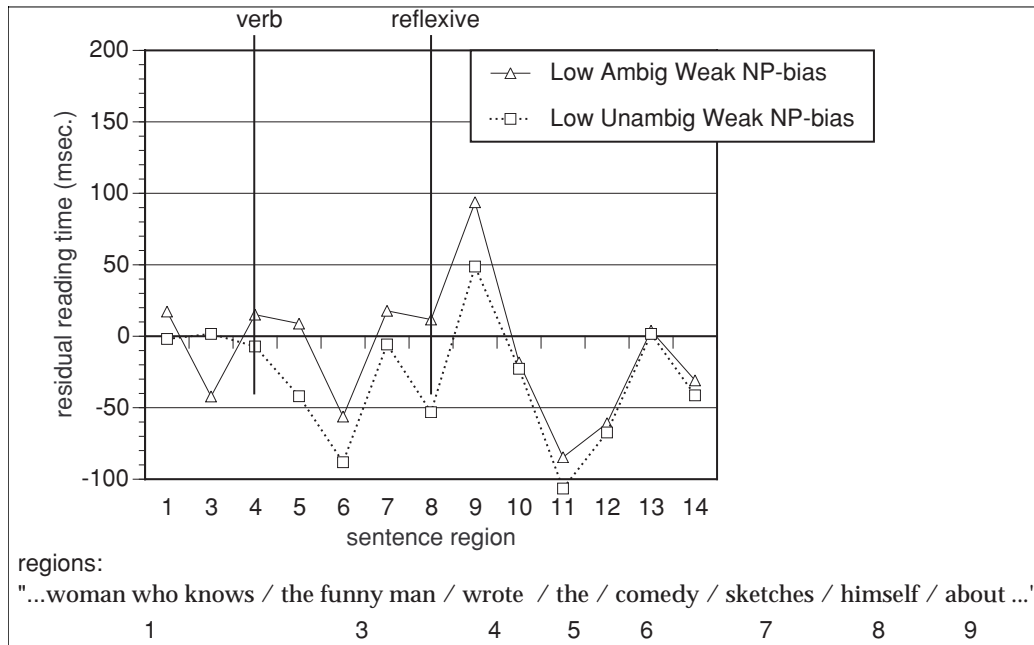 verb reflexive
200
150
100
50
0
-50
-100
residual reading time (msec.)
Low Ambig Weak NP-bias
Low Unambig Weak NP-bias
1 3 4 5 6 7 8 9 10 11 12 13 14
sentence region
regions:
"...woman who knows / the funny man / wrote / the / comedy / sketches / himself / about ..."
1 3 4 5 6 7 8 9